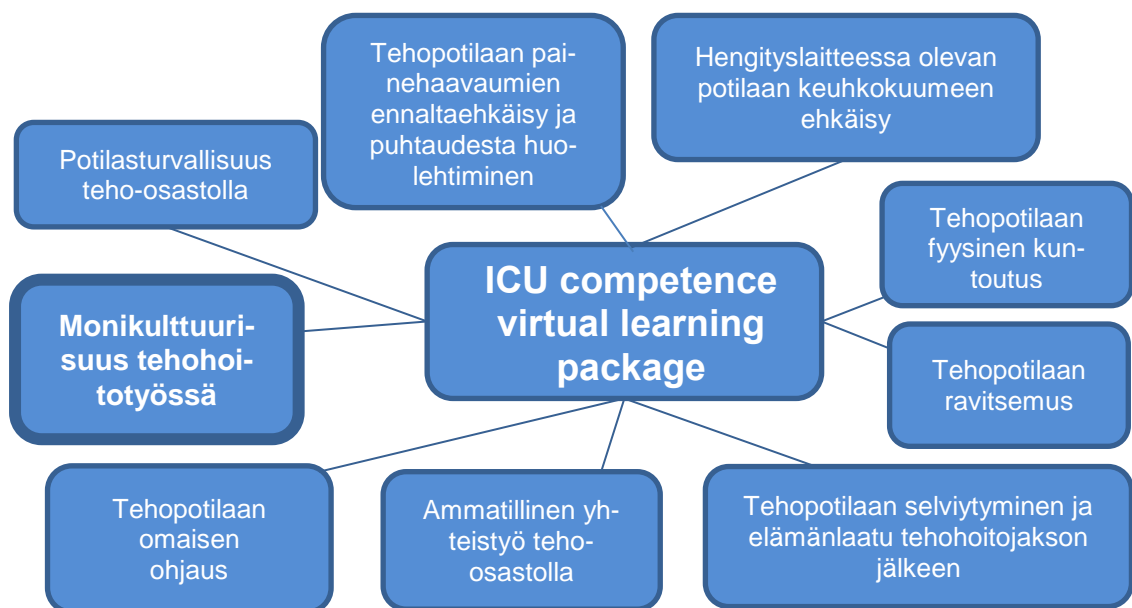 Tehopotilaan pai-
nehaavaumien
ennaltaehkäisy ja
puhtaudesta huo-
lehtiminen
Hengityslaitteessa olevan
potilaan keuhkokuumeen
ehkäisy
Potilasturvallisuus
teho-osastolla
Tehopotilaan
fyysinen kun-
toutus
ICU competence
virtual learning
package
Monikulttuuri-
suus tehohoi-
totyössä
Tehopotilaan
ravitsemus
Tehopotilaan
omaisen
ohjaus
Ammatillinen yh-
teistyö teho-
osastolla
Tehopotilaan selviytyminen ja
elämänlaatu tehohoitojakson
jälkeen